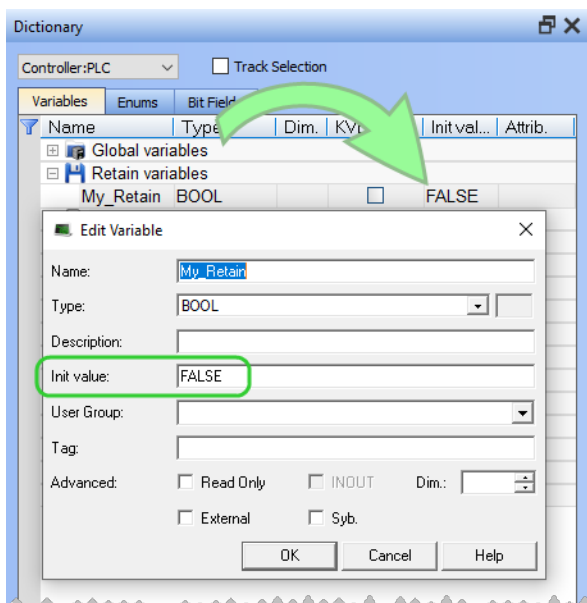 Dictionary
Controller:PLC Track Selection
Variables Enums Bit Field
Name Type Dim. Init val... Attrib.
Global variables
Retain variables
My_Retain BOOL FALSE
Edit Variable
Name: My_Retain
Type: BOOL
Description:
Init value: FALSE
User Group:
Tag:
Advanced: Read Only INOUT Dim.:
External Syb.
OK Cancel Help